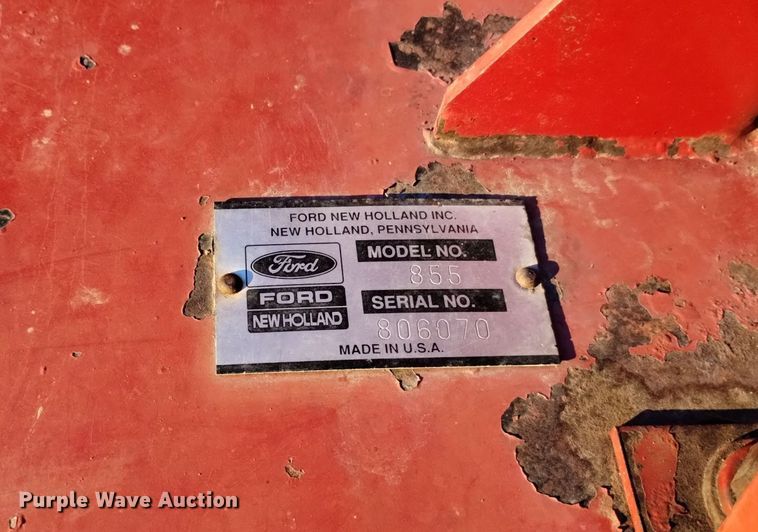 FORD NEW HOLLAND INC.
NEW HOLLAND, PENNSYLVANIA
Ford
FORD
NEW HOLLAND
MODEL NO.
855
SERIAL NO.
806070
MADE IN U.S.A.
Purple Wave Auction